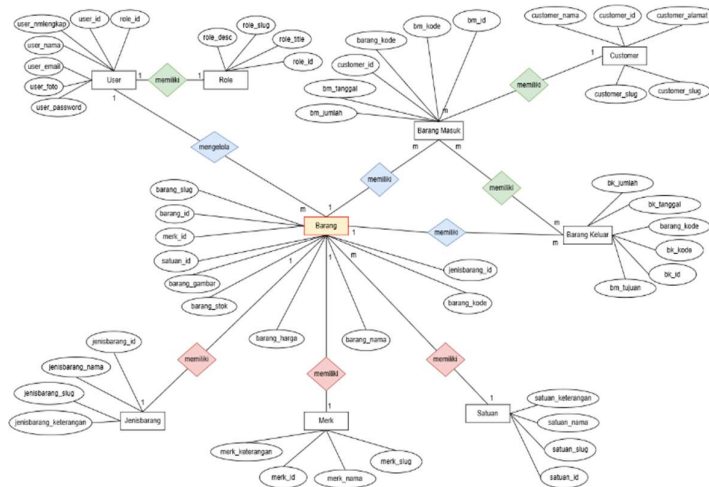 user_nmlengkap
user_id
role_id
user_nama
user_email
user_foto
user_password
User
1
memiliki
1
Role
role_desc
role_slug
role_title
role_id
1
mengelola
m
barang_kode
bm_kode
bm_id
customer_id
bm_tanggal
bm_jumlah
Barang Masuk
m
memiliki
1
Customer
customer_nama
customer_id
customer_alamat
customer_slug
customer_slug
m
memiliki
1
m
memiliki
m
barang_slug
barang_id
merk_id
satuan_id
barang_gambar
barang_stok
Barang
1
memiliki
m
Barang Keluar
bk_jumlah
bk_tanggal
barang_kode
bk_kode
bk_id
bm_tujuan
jenisbarang_id
barang_kode
barang_harga
barang_nama
1
memiliki
1
Jenisbarang
jenisbarang_id
jenisbarang_nama
jenisbarang_slug
jenisbarang_keterangan
1
memiliki
1
Merk
merk_keterangan
merk_id
merk_nama
merk_slug
m
memiliki
1
Satuan
satuan_keterangan
satuan_nama
satuan_slug
satuan_id